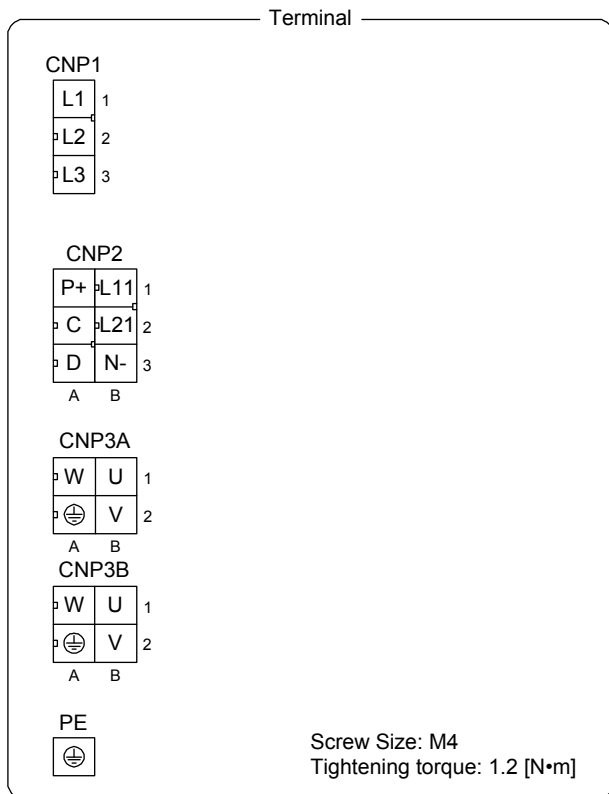 Terminal
CNP1
L1 1
L2 2
L3 3
CNP2
P+ L11 1
C L21 2
D N- 3
A B
CNP3A
W U 1
V 2
A B
CNP3B
W U 1
V 2
A B
PE
Screw Size: M4
Tightening torque: 1.2 [N•m]